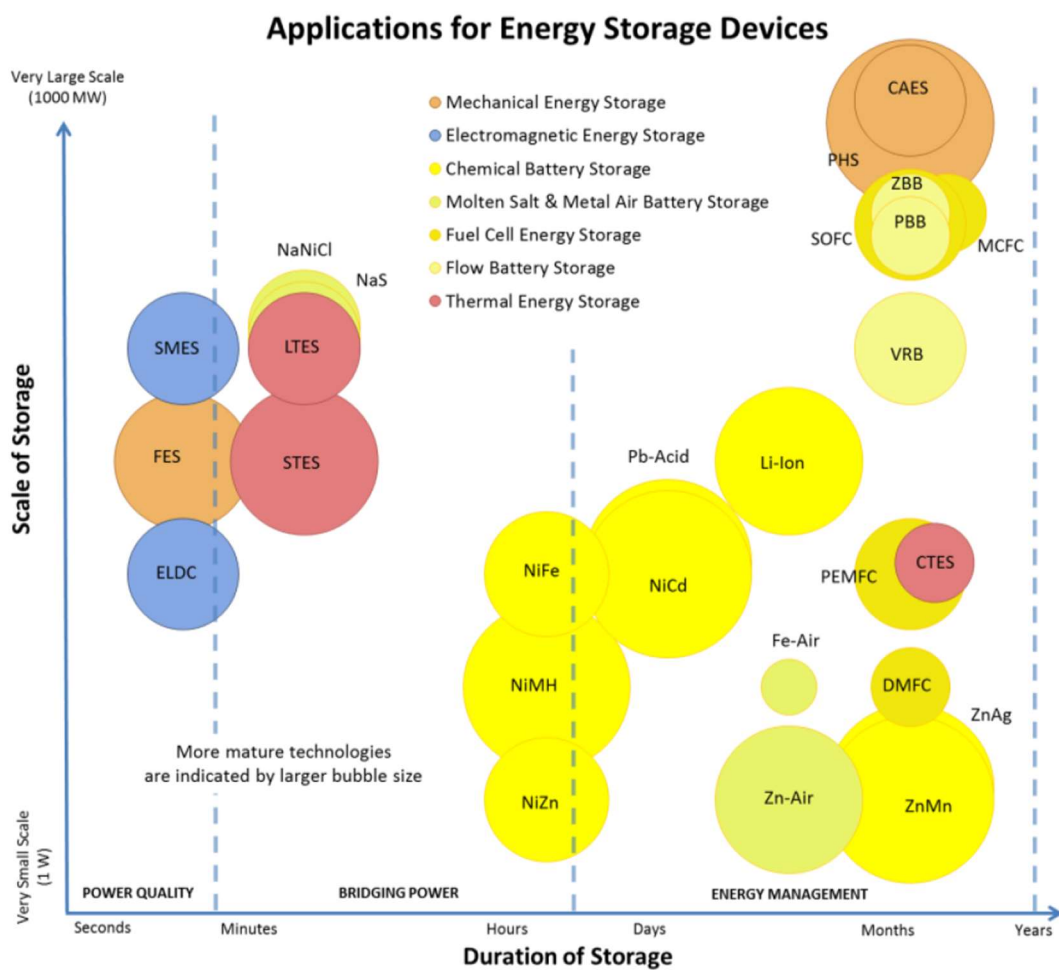 Applications for Energy Storage Devices
Very Large Scale
(1000 MW)
Mechanical Energy Storage
Electromagnetic Energy Storage
Chemical Battery Storage
Molten Salt & Metal Air Battery Storage
Fuel Cell Energy Storage
Flow Battery Storage
Thermal Energy Storage
CAES
PHS
ZBB
PBB
SOFC
MCFC
NaNiCl
NaS
SMES
LTES
VRB
FES
STES
Pb-Acid
Li-Ion
ELDC
NiFe
NiCd
PEMFC
CTES
Fe-Air
NiMH
DMFC
ZnAg
More mature technologies
are indicated by larger bubble size
NiZn
Zn-Air
ZnMn
Scale of Storage
Very Small Scale
(1 W)
POWER QUALITY
BRIDGING POWER
ENERGY MANAGEMENT
Seconds
Minutes
Hours
Days
Months
Years
Duration of Storage